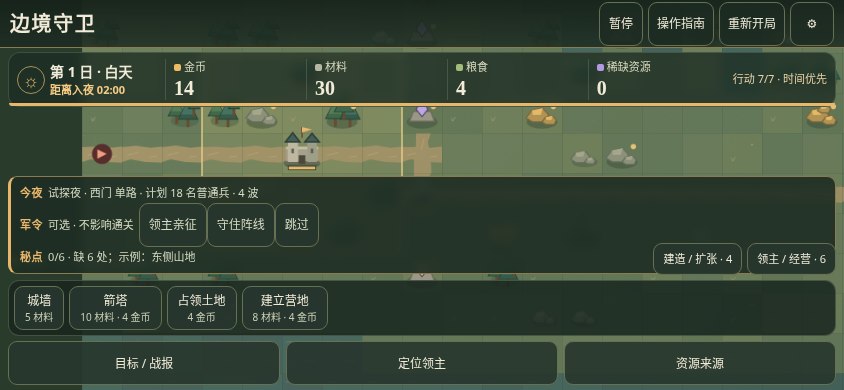 边境守卫
暂停
操作指南
重新开局
第 1 日 · 白天
距离入夜 02:00
金币
14
材料
30
粮食
4
稀缺资源
0
行动 7/7 · 时间优先
今夜 试探夜 · 西门 单路 · 计划 18 名普通兵 · 4 波
军令 可选 · 不影响通关 领主亲征 守住阵线 跳过
秘点 0/6 · 缺 6 处; 示例: 东侧山地
建造 / 扩张 · 4
领主 / 经营 · 6
城墙
5 材料
箭塔
10 材料 · 4 金币
占领土地
4 金币
建立营地
8 材料 · 4 金币
目标 / 战报
定位领主
资源来源